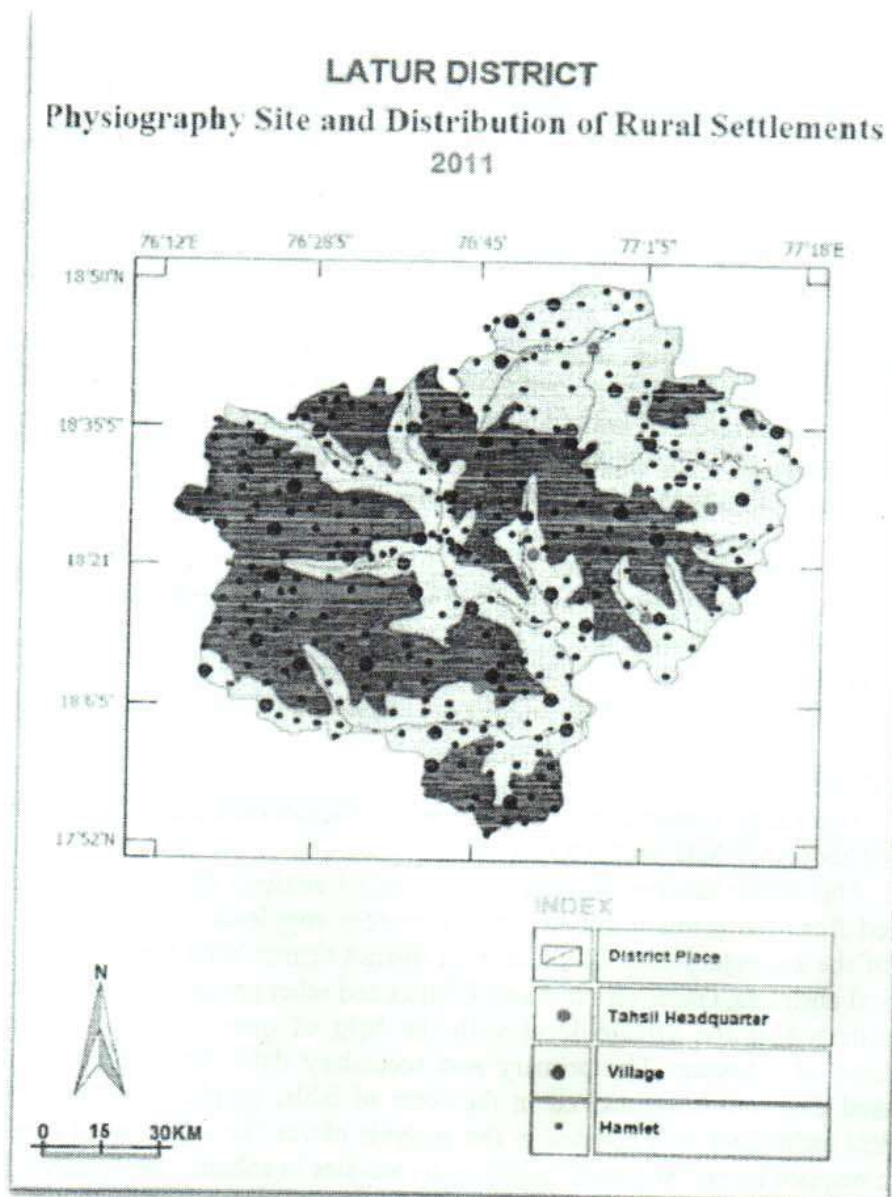 LATUR DISTRICT
Physiography Site and Distribution of Rural Settlements
2011
76°12'E 76°28'5" 76°45' 77°1'5" 77°18'E
18°50'N
18°35'5"
18°21'
18°6'5"
17°52'N
INDEX
District Place
Tahsil Headquarter
Village
Hamlet
N
0 15 30KM